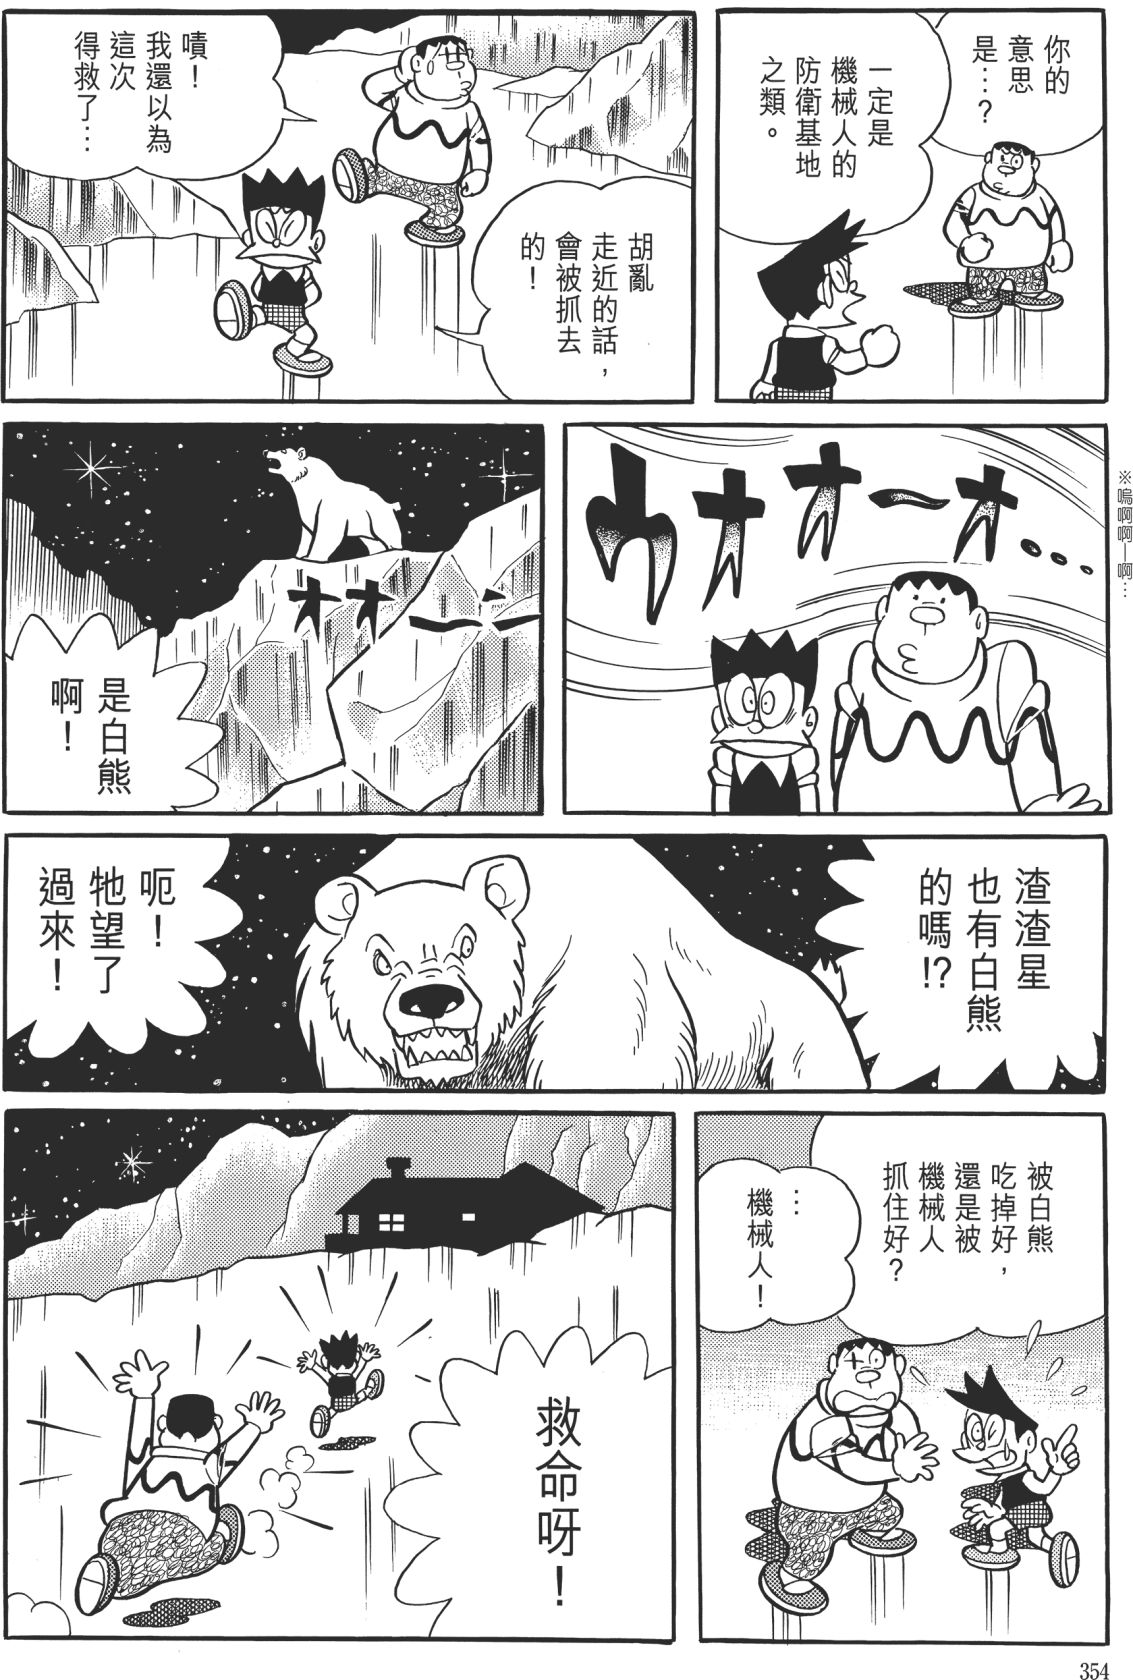 你的
意思
是…?
一定是
機械人的
防衛基地
之類。
嘖！
我還以為
這次
得救了…
胡亂
走近的話，
會被抓去
的！
ウオオーオ…
※嗚啊啊—啊…
オオーー
是白熊
啊！
渣渣星
也有白熊
的嗎!?
呃！
牠望了
過來！
被白熊
吃掉好，
還是被
機械人
抓住好？
…
機械人！
救命呀！
354